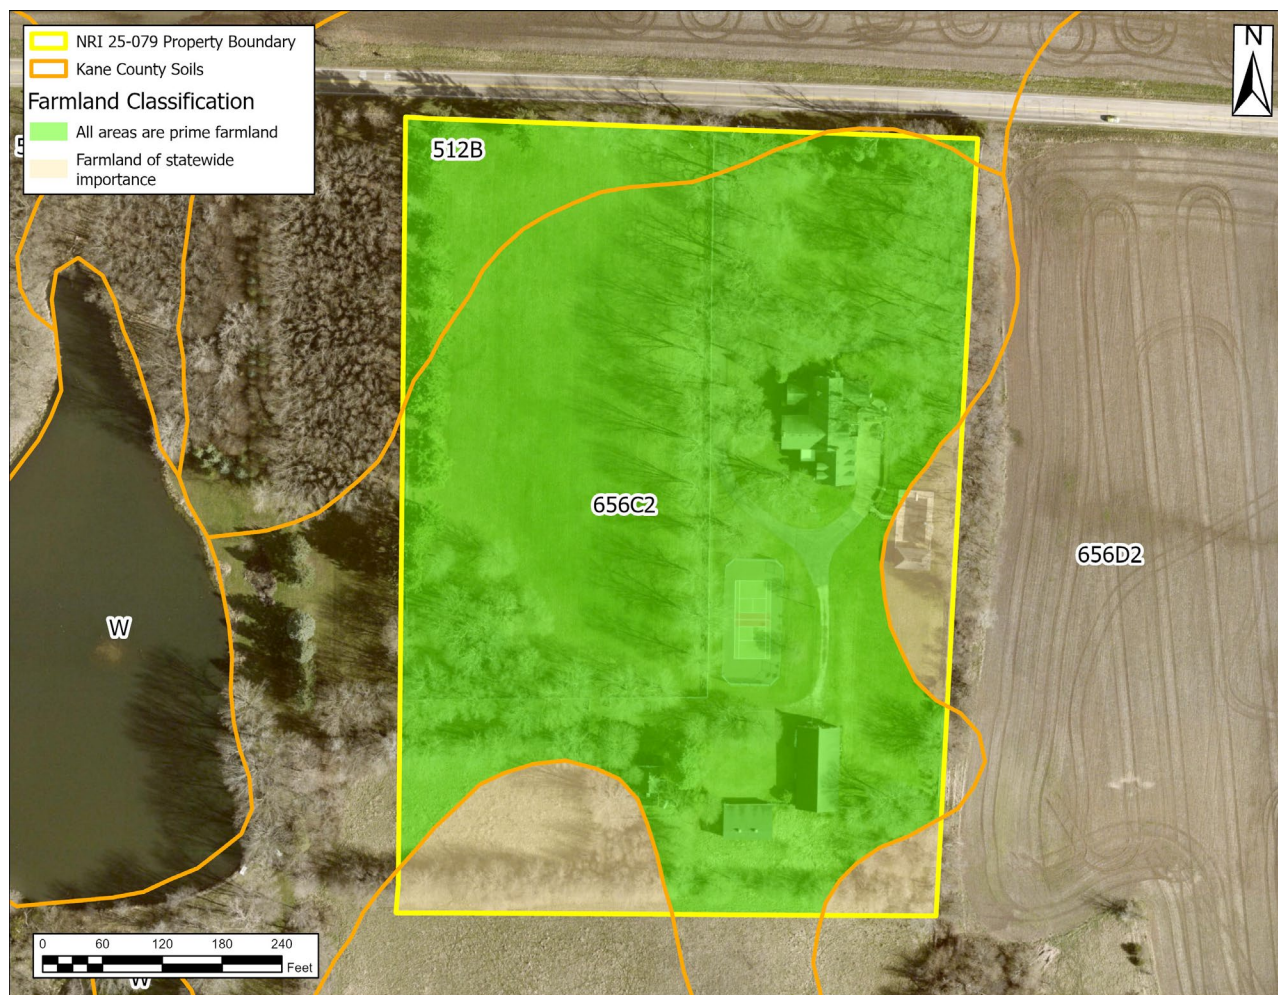 NRI 25-079 Property Boundary
Kane County Soils
Farmland Classification
All areas are prime farmland
Farmland of statewide
importance
N
512B
656C2
656D2
W
0 60 120 180 240
Feet
W